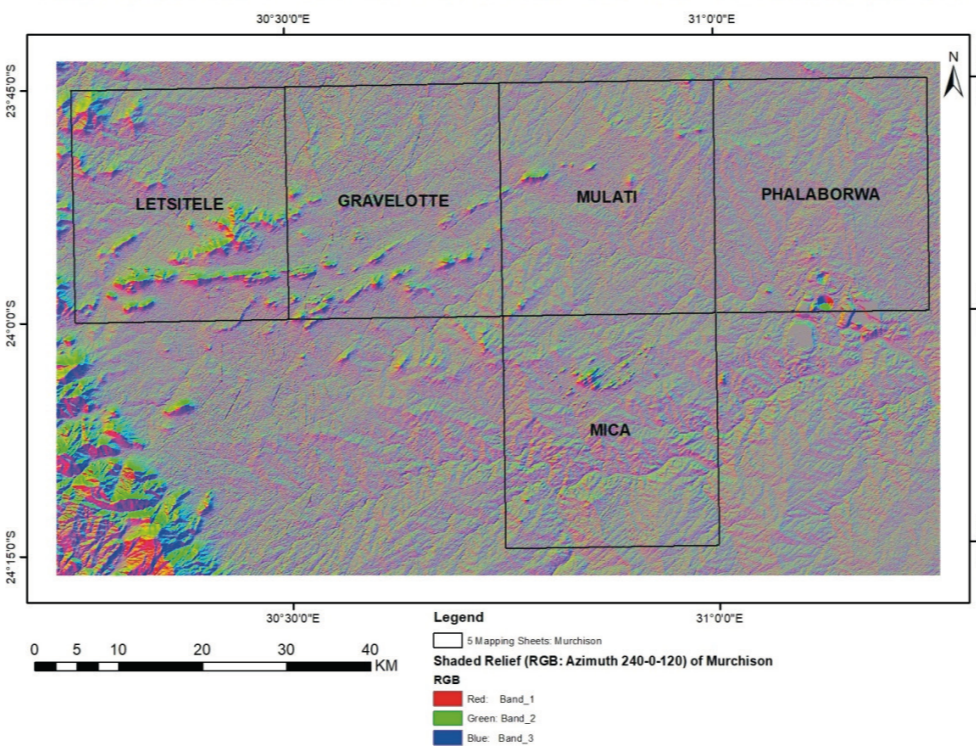 30°30'0"E
31°0'0"E
N
23°45'0"S
LETSITELE
GRAVELOTTE
MULATI
PHALABORWA
24°0'0"S
MICA
24°15'0"S
30°30'0"E
31°0'0"E
0 5 10 20 30 40
KM
Legend
5 Mapping Sheets: Murchison
Shaded Relief (RGB: Azimuth 240-0-120) of Murchison
RGB
Red: Band_1
Green: Band_2
Blue: Band_3